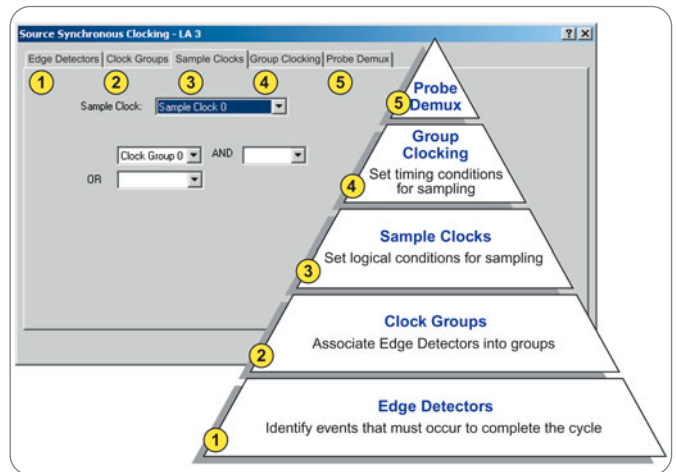 Source Synchronous Clocking - LA 3
Edge Detectors Clock Groups Sample Clocks Group Clocking Probe Demux
1 2 3 4 5
Sample Clock: Sample Clock 0
Clock Group 0 AND
OR
5 Probe
Demux
Group
Clocking
4 Set timing conditions
for sampling
Sample Clocks
3 Set logical conditions for sampling
Clock Groups
2 Associate Edge Detectors into groups
Edge Detectors
1 Identify events that must occur to complete the cycle